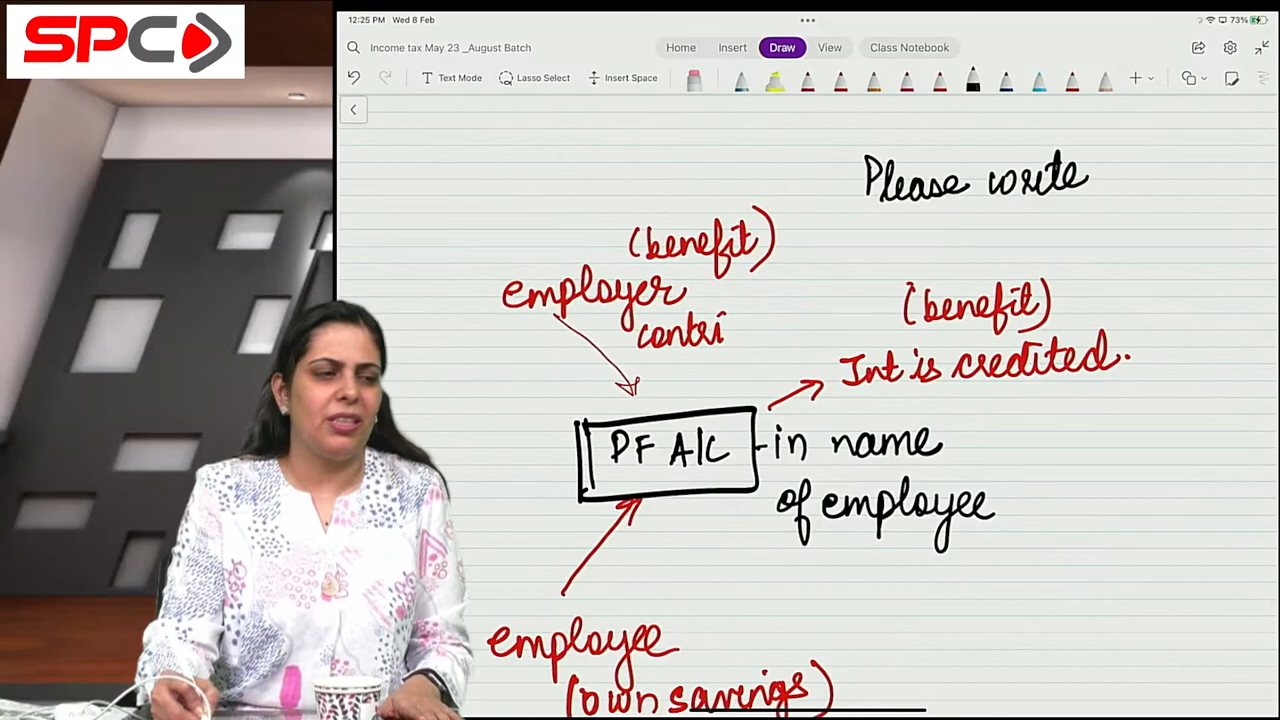 SPC
12:25 PM Wed 8 Feb
73%
Income tax May 23 _August Batch
Home Insert Draw View Class Notebook
Text Mode Lasso Select Insert Space
Please write
(benefit)
employer
contri
(benefit)
Int is credited.
PF A/C - in name
of employee
employee
(own savings)